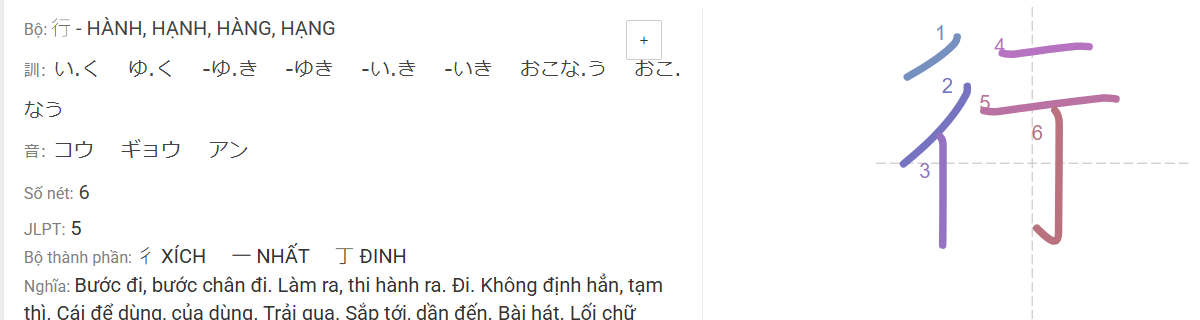 Bộ: 行 - HÀNH, HẠNH, HÀNG, HẠNG
+
訓: い.く ゆ.く -ゆ.き -ゆき -い.き -いき おこな.う おこ.
なう
音: コウ ギョウ アン
Số nét: 6
JLPT: 5
Bộ thành phần: 彳 XÍCH 一 NHẤT 丁 ĐINH
Nghĩa: Bước đi, bước chân đi. Làm ra, thi hành ra. Đi. Không định hẳn, tạm
thì. Cái để dùng, của dùng. Trải qua. Sắp tới, dần đến. Bài hát. Lối chữ
行
1
2
3
4
5
6